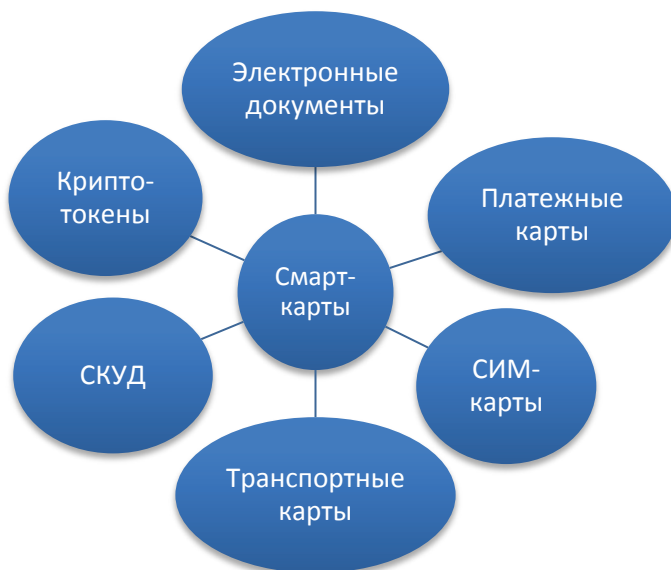 Электронные
документы
Крипто-
токены
Платежные
карты
Смарт-
карты
СКУД
СИМ-
карты
Транспортные
карты